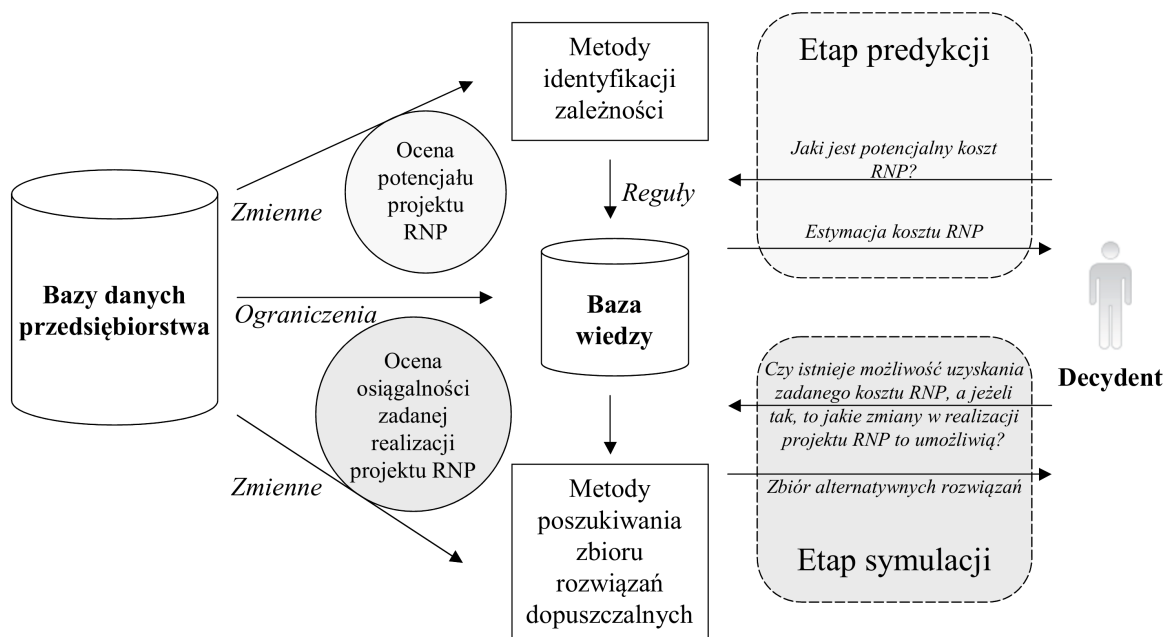 Bazy danych
przedsiębiorstwa
Zmienne
Ograniczenia
Zmienne
Ocena
potencjału
projektu
RNP
Ocena
osiągalności
zadanej
realizacji
projektu RNP
Metody
identyfikacji
zależności
Reguły
Baza
wiedzy
Metody
poszukiwania
zbioru
rozwiązań
dopuszczalnych
Etap predykcji
Jaki jest potencjalny koszt
RNP?
Estymacja kosztu RNP
Czy istnieje możliwość uzyskania
zadanego kosztu RNP, a jeżeli
tak, to jakie zmiany w realizacji
projektu RNP to umożliwią?
Zbiór alternatywnych rozwiązań
Etap symulacji
Decydent